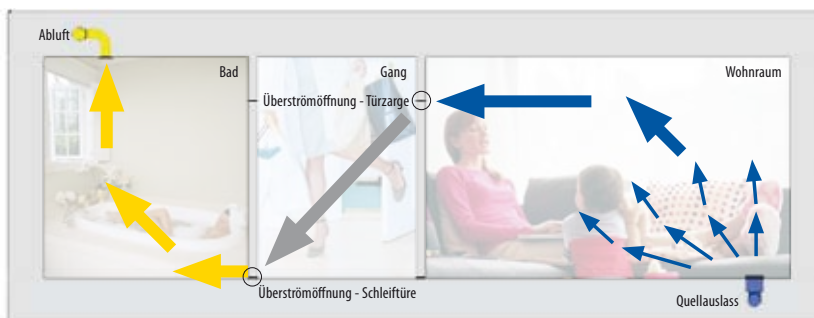 Abluft
Bad
Gang
Wohnraum
Überströmöffnung - Türzarge
Überströmöffnung - Schleiftüre
Quellauslass